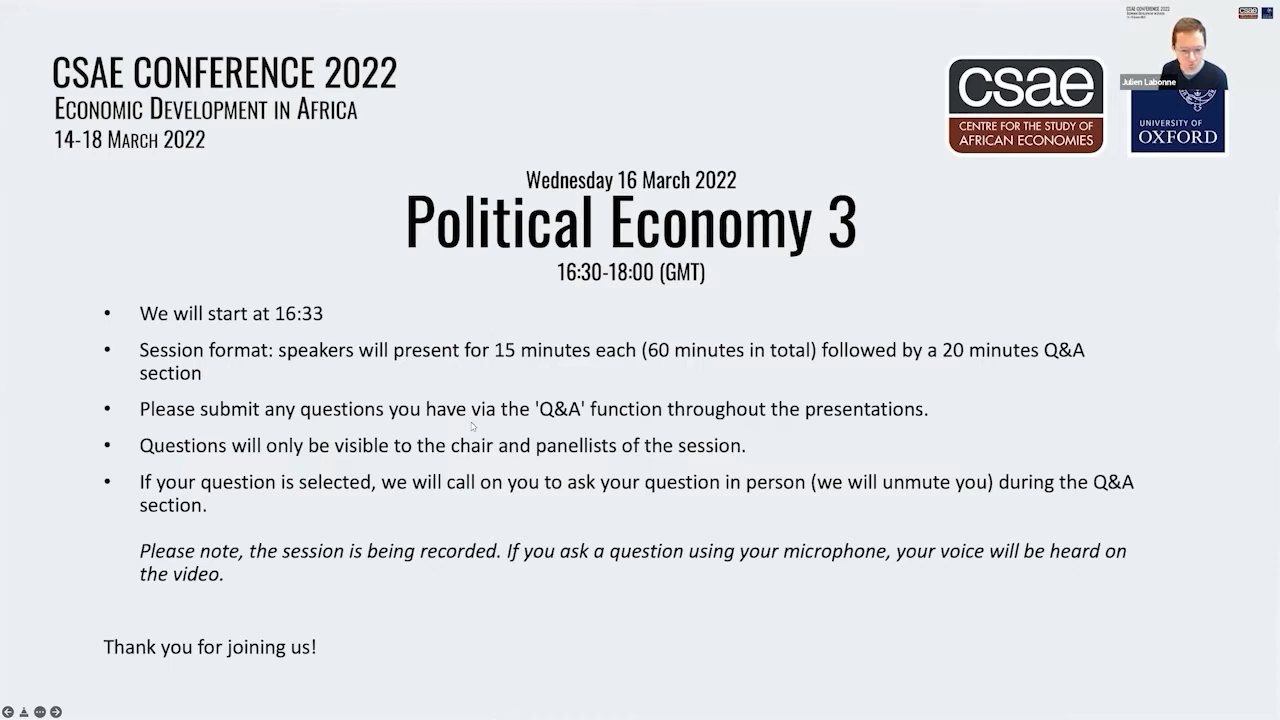 CSAE CONFERENCE 2022
ECONOMIC DEVELOPMENT IN AFRICA
14-18 MARCH 2022
csae
CENTRE FOR THE STUDY OF
AFRICAN ECONOMIES
CSAE CONFERENCE 2022
csae
Julien Labonne
UNIVERSITY OF
OXFORD
Wednesday 16 March 2022
Political Economy 3
16:30-18:00 (GMT)
• We will start at 16:33
• Session format: speakers will present for 15 minutes each (60 minutes in total) followed by a 20 minutes Q&A
section
• Please submit any questions you have via the 'Q&A' function throughout the presentations.
• Questions will only be visible to the chair and panellists of the session.
• If your question is selected, we will call on you to ask your question in person (we will unmute you) during the Q&A
section.
Please note, the session is being recorded. If you ask a question using your microphone, your voice will be heard on
the video.
Thank you for joining us!